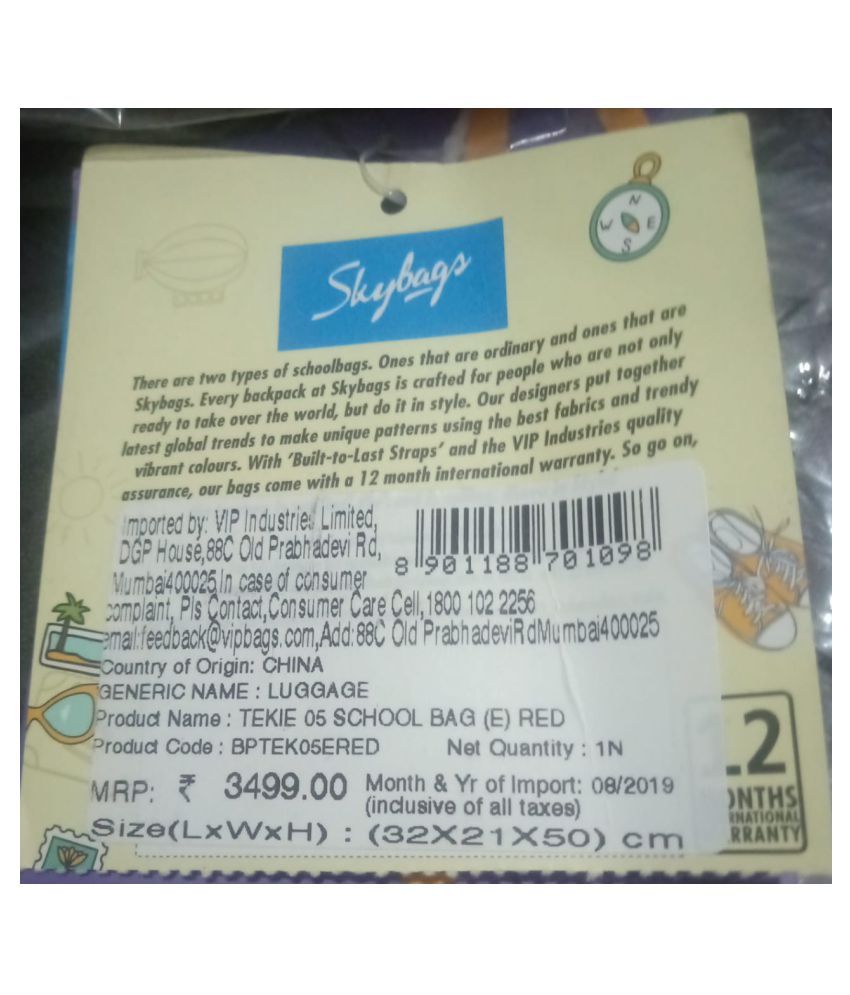 N
W E
S
Skybags
There are two types of schoolbags. Ones that are ordinary and ones that are
Skybags. Every backpack at Skybags is crafted for people who are not only
ready to take over the world, but do it in style. Our designers put together
latest global trends to make unique patterns using the best fabrics and trendy
vibrant colours. With 'Built-to-Last Straps' and the VIP Industries quality
assurance, our bags come with a 12 month international warranty. So go on,
Imported by: VIP Industries Limited,
DGP House,88C Old Prabhadevi Rd,
Mumbai400025,In case of consumer
complaint, Pls Contact,Consumer Care Cell,1800 102 2256
email:feedback@vipbags.com,Add:88C Old PrabhadeviRdMumbai400025
8 901188 701098
Country of Origin: CHINA
GENERIC NAME : LUGGAGE
Product Name : TEKIE 05 SCHOOL BAG (E) RED
Product Code : BPTEK05ERED Net Quantity : 1N
MRP: ₹ 3499.00 Month & Yr of Import: 08/2019
(inclusive of all taxes)
Size(LxWxH) : (32X21X50) cm
2
ONTHS
RNATIONAL
RRANTY